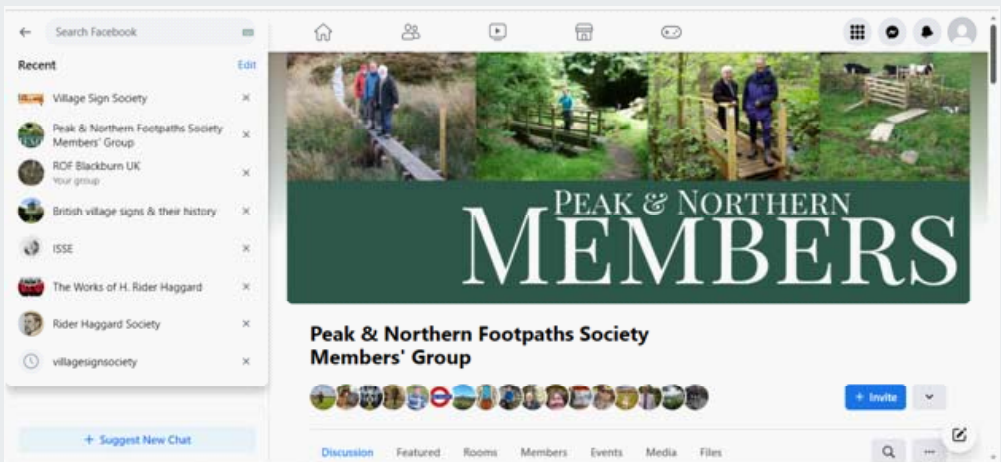 Search Facebook
Recent
Edit
Village Sign Society
Peak & Northern Footpaths Society
Members' Group
ROF Blackburn UK
Your group
British village signs & their history
ISSE
The Works of H. Rider Haggard
Rider Haggard Society
villagesignsociety
+ Suggest New Chat
PEAK & NORTHERN
MEMBERS
Peak & Northern Footpaths Society
Members' Group
+ Invite
Discussion Featured Rooms Members Events Media Files